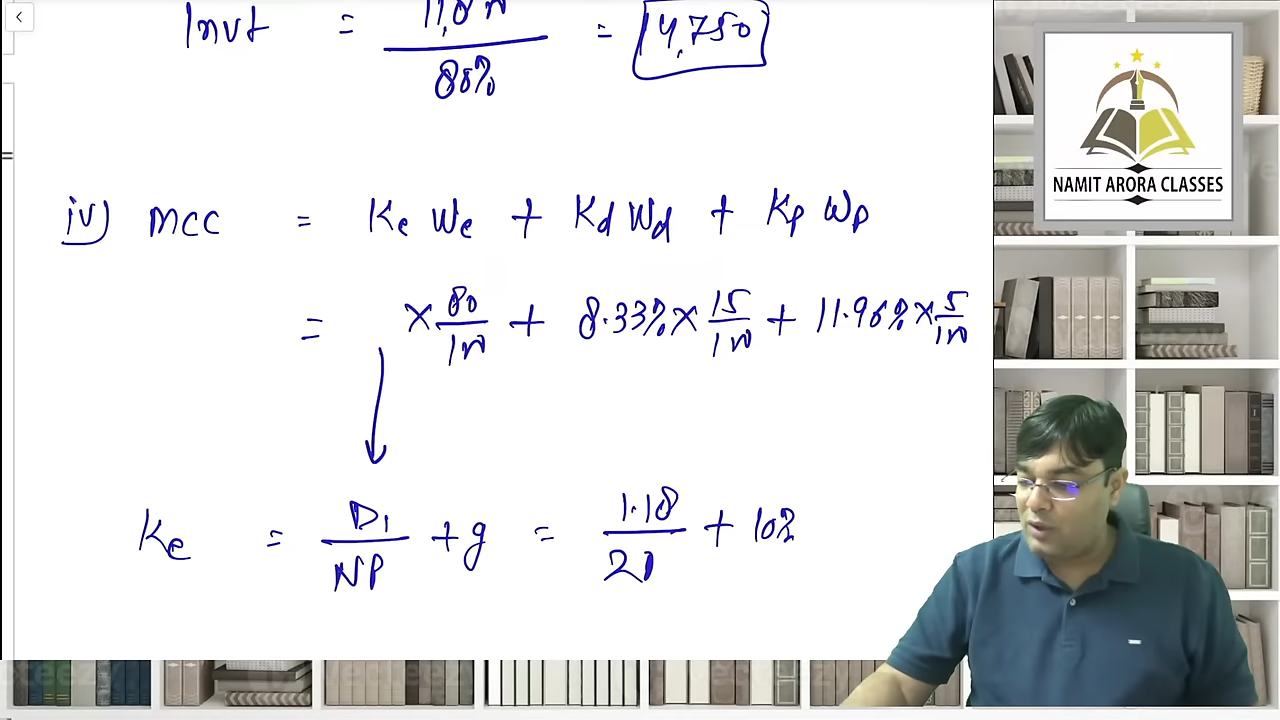 Invt = 11,800 / 80% = 14,750
iv) MCC = Ke We + Kd Wd + Kp Wp
= × 80/100 + 8.33% × 15/100 + 11.96% × 5/100
Ke = D1/NP + g = 1.18/20 + 10%
NAMIT ARORA CLASSES